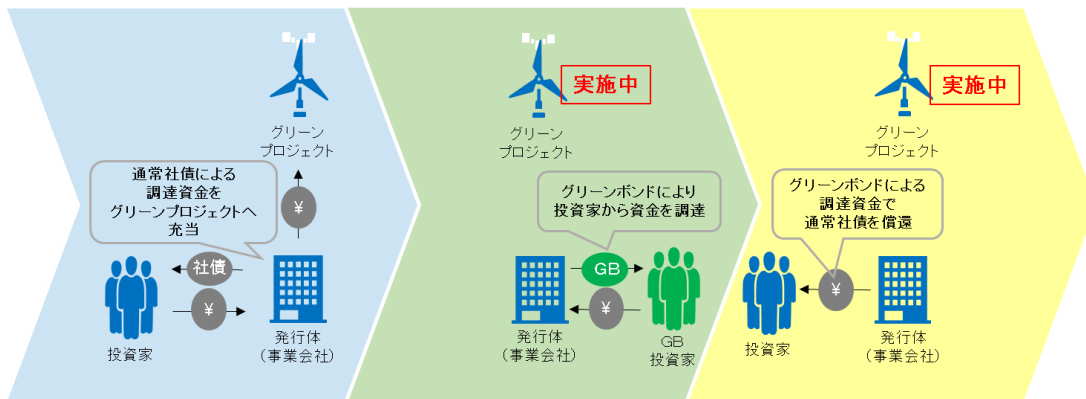 グリーン
プロジェクト
通常社債による
調達資金を
グリーンプロジェクトへ
充当
¥
社債
¥
投資家
発行体
(事業会社)
実施中
グリーン
プロジェクト
グリーンボンドにより
投資家から資金を調達
GB
¥
発行体
(事業会社)
GB
投資家
実施中
グリーン
プロジェクト
グリーンボンドによる
調達資金で
通常社債を償還
¥
投資家
発行体
(事業会社)